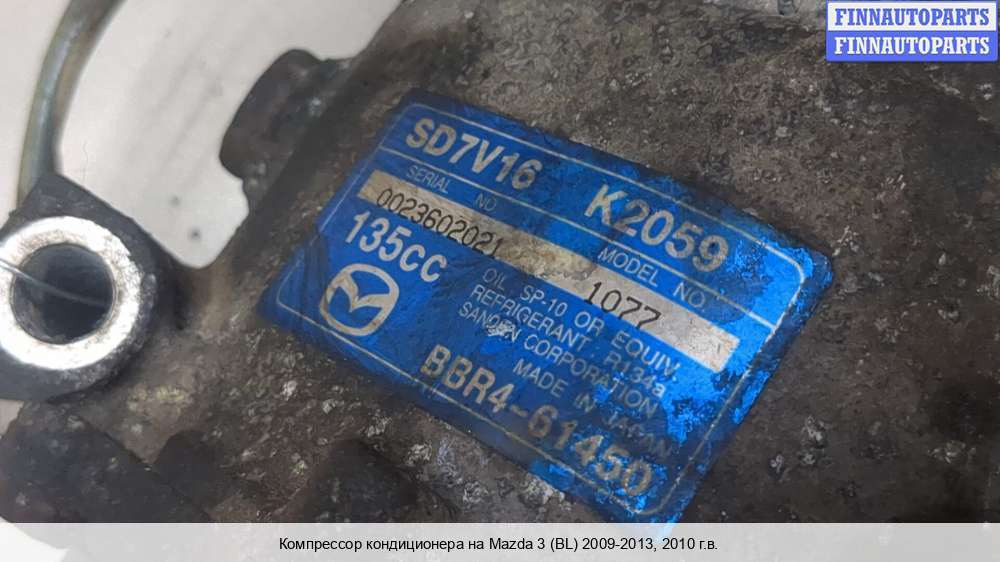 FINNAUTOPARTS
FINNAUTOPARTS
SD7V16 K2059
SERIAL NO MODEL NO
0023602021 1077
135CC
OIL SP-10 OR EQUIV.
REFRIGERANT R134a
SANDEN CORPORATION
MADE IN JAPAN
BBR4-61450
Компрессор кондиционера на Mazda 3 (BL) 2009-2013, 2010 г.в.